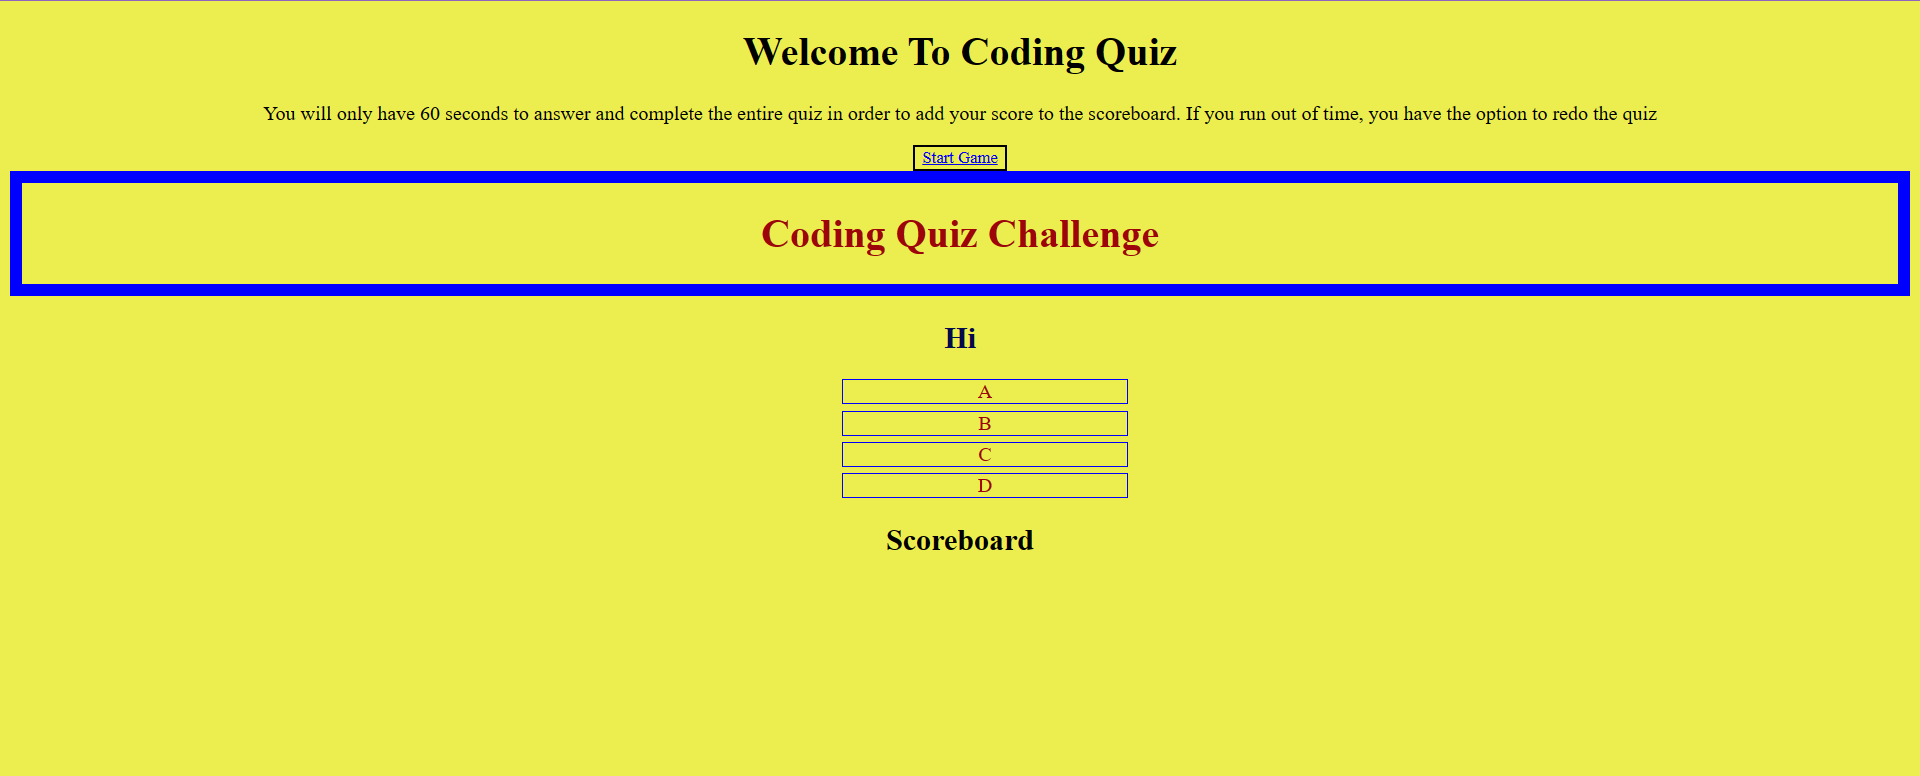 Welcome To Coding Quiz
You will only have 60 seconds to answer and complete the entire quiz in order to add your score to the scoreboard. If you run out of time, you have the option to redo the quiz
Start Game
Coding Quiz Challenge
Hi
A
B
C
D
Scoreboard